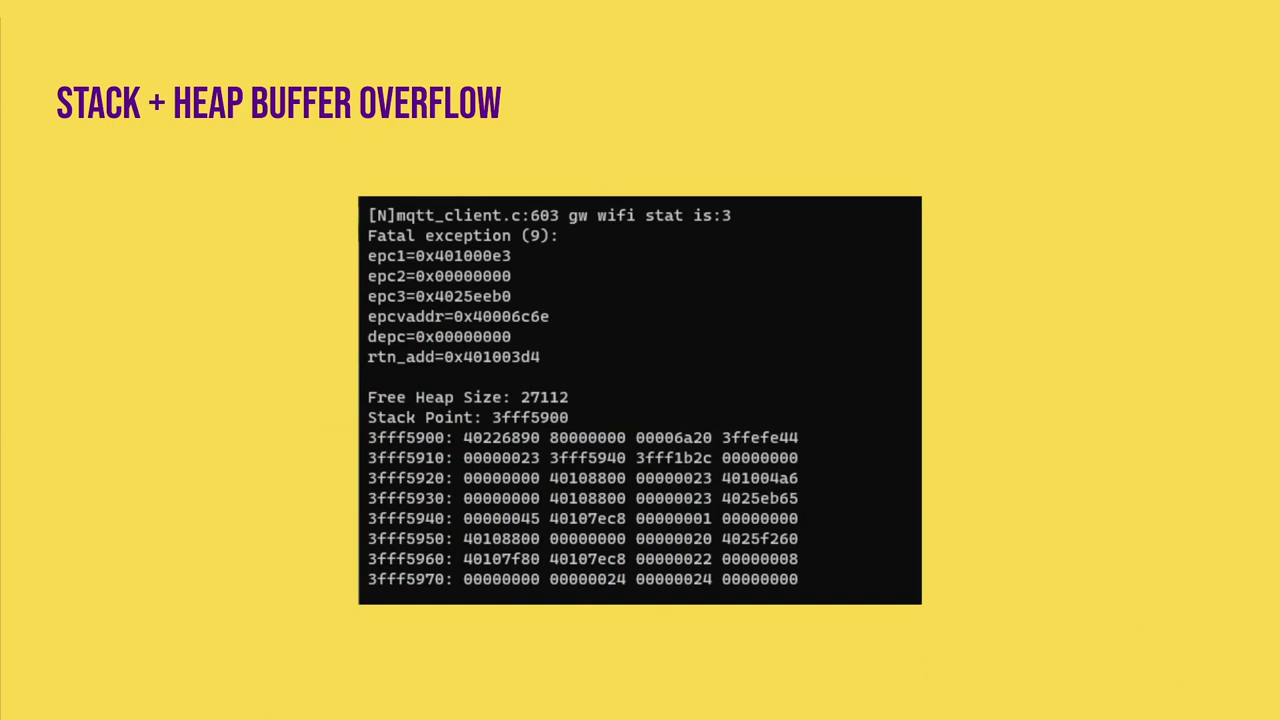 STACK + HEAP BUFFER OVERFLOW
[N]mqtt_client.c:603 gw wifi stat is:3
Fatal exception (9):
epc1=0x401000e3
epc2=0x00000000
epc3=0x4025eeb0
epcvaddr=0x40006c6e
depc=0x00000000
rtn_add=0x401003d4
Free Heap Size: 27112
Stack Point: 3fff5900
3fff5900: 40226890 80000000 00006a20 3ffefe44
3fff5910: 00000023 3fff5940 3fff1b2c 00000000
3fff5920: 00000000 40108800 00000023 401004a6
3fff5930: 00000000 40108800 00000023 4025eb65
3fff5940: 00000045 40107ec8 00000001 00000000
3fff5950: 40108800 00000000 00000020 4025f260
3fff5960: 40107f80 40107ec8 00000022 00000008
3fff5970: 00000000 00000024 00000024 00000000